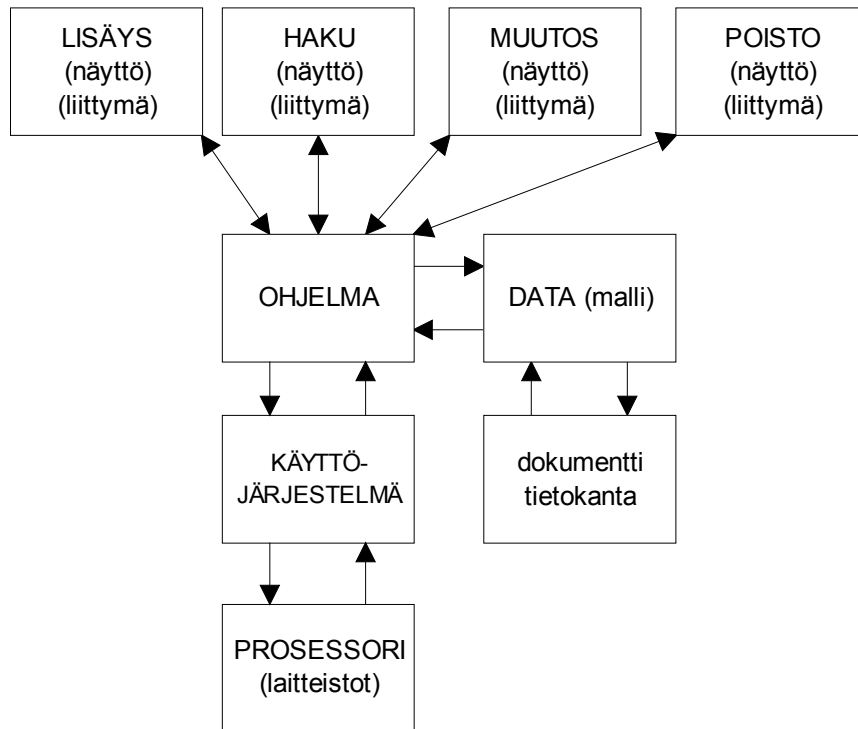 LISÄYS
(näyttö)
(liittymä)
HAKU
(näyttö)
(liittymä)
MUUTOS
(näyttö)
(liittymä)
POISTO
(näyttö)
(liittymä)
OHJELMA
DATA (malli)
KÄYTTÖ-
JÄRJESTELMÄ
dokumentti
tietokanta
PROSESSORI
(laitteistot)